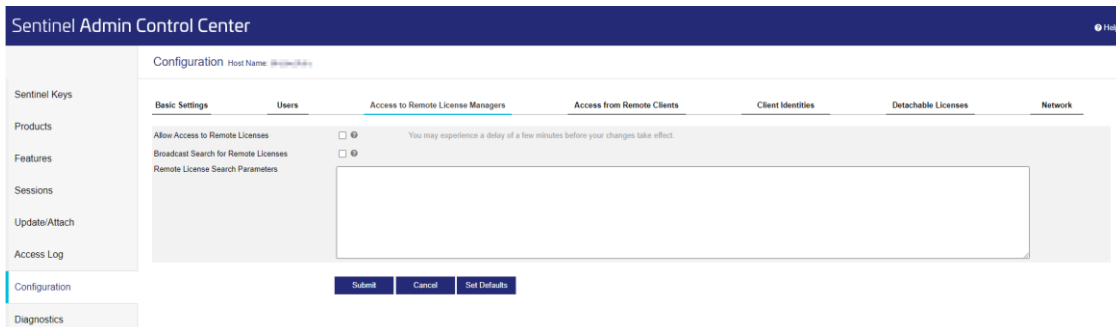 Sentinel Admin Control Center
Hel
Configuration Host Name:
Sentinel Keys
Products
Features
Sessions
Update/Attach
Access Log
Configuration
Diagnostics
Basic Settings Users Access to Remote License Managers Access from Remote Clients Client Identities Detachable Licenses Network
Allow Access to Remote Licenses You may experience a delay of a few minutes before your changes take effect.
Broadcast Search for Remote Licenses
Remote License Search Parameters
Submit Cancel Set Defaults